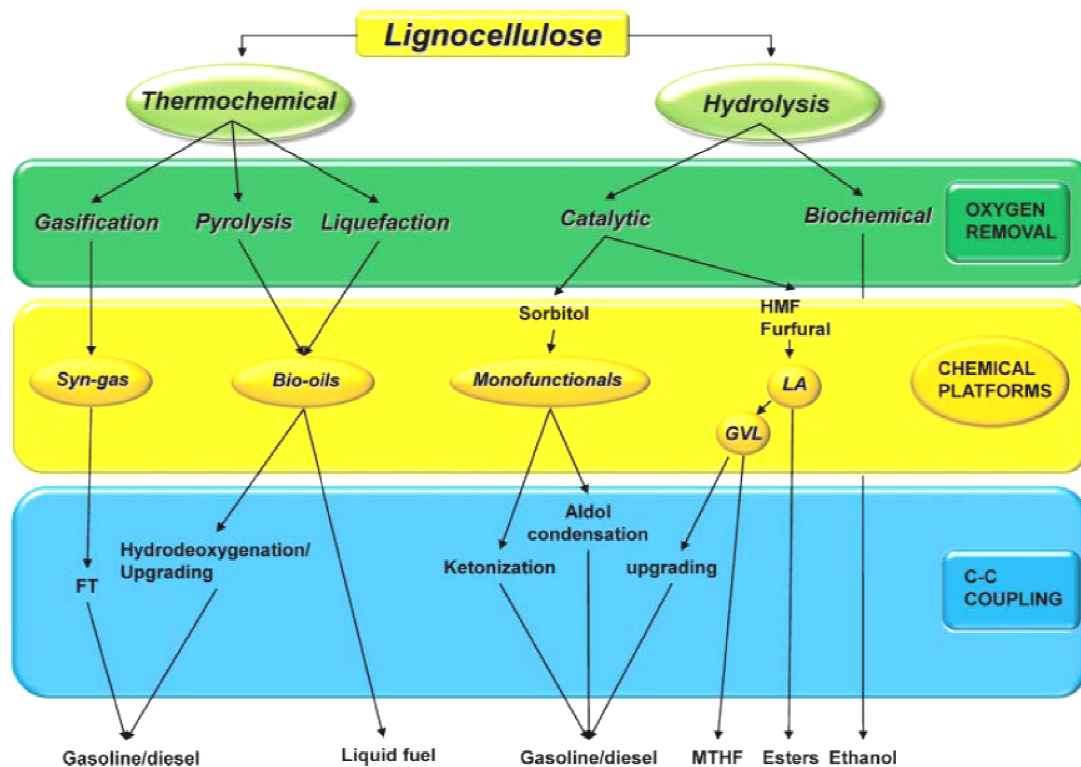 Lignocellulose
Thermochemical
Hydrolysis
Gasification
Pyrolysis
Liquefaction
Catalytic
Biochemical
OXYGEN
REMOVAL
Sorbitol
HMF
Furfural
Syn-gas
Bio-oils
Monofunctionals
LA
GVL
CHEMICAL
PLATFORMS
Aldol
condensation
Hydrodeoxygenation/
Upgrading
FT
Ketonization
upgrading
C-C
COUPLING
Gasoline/diesel
Liquid fuel
Gasoline/diesel
MTHF
Esters
Ethanol